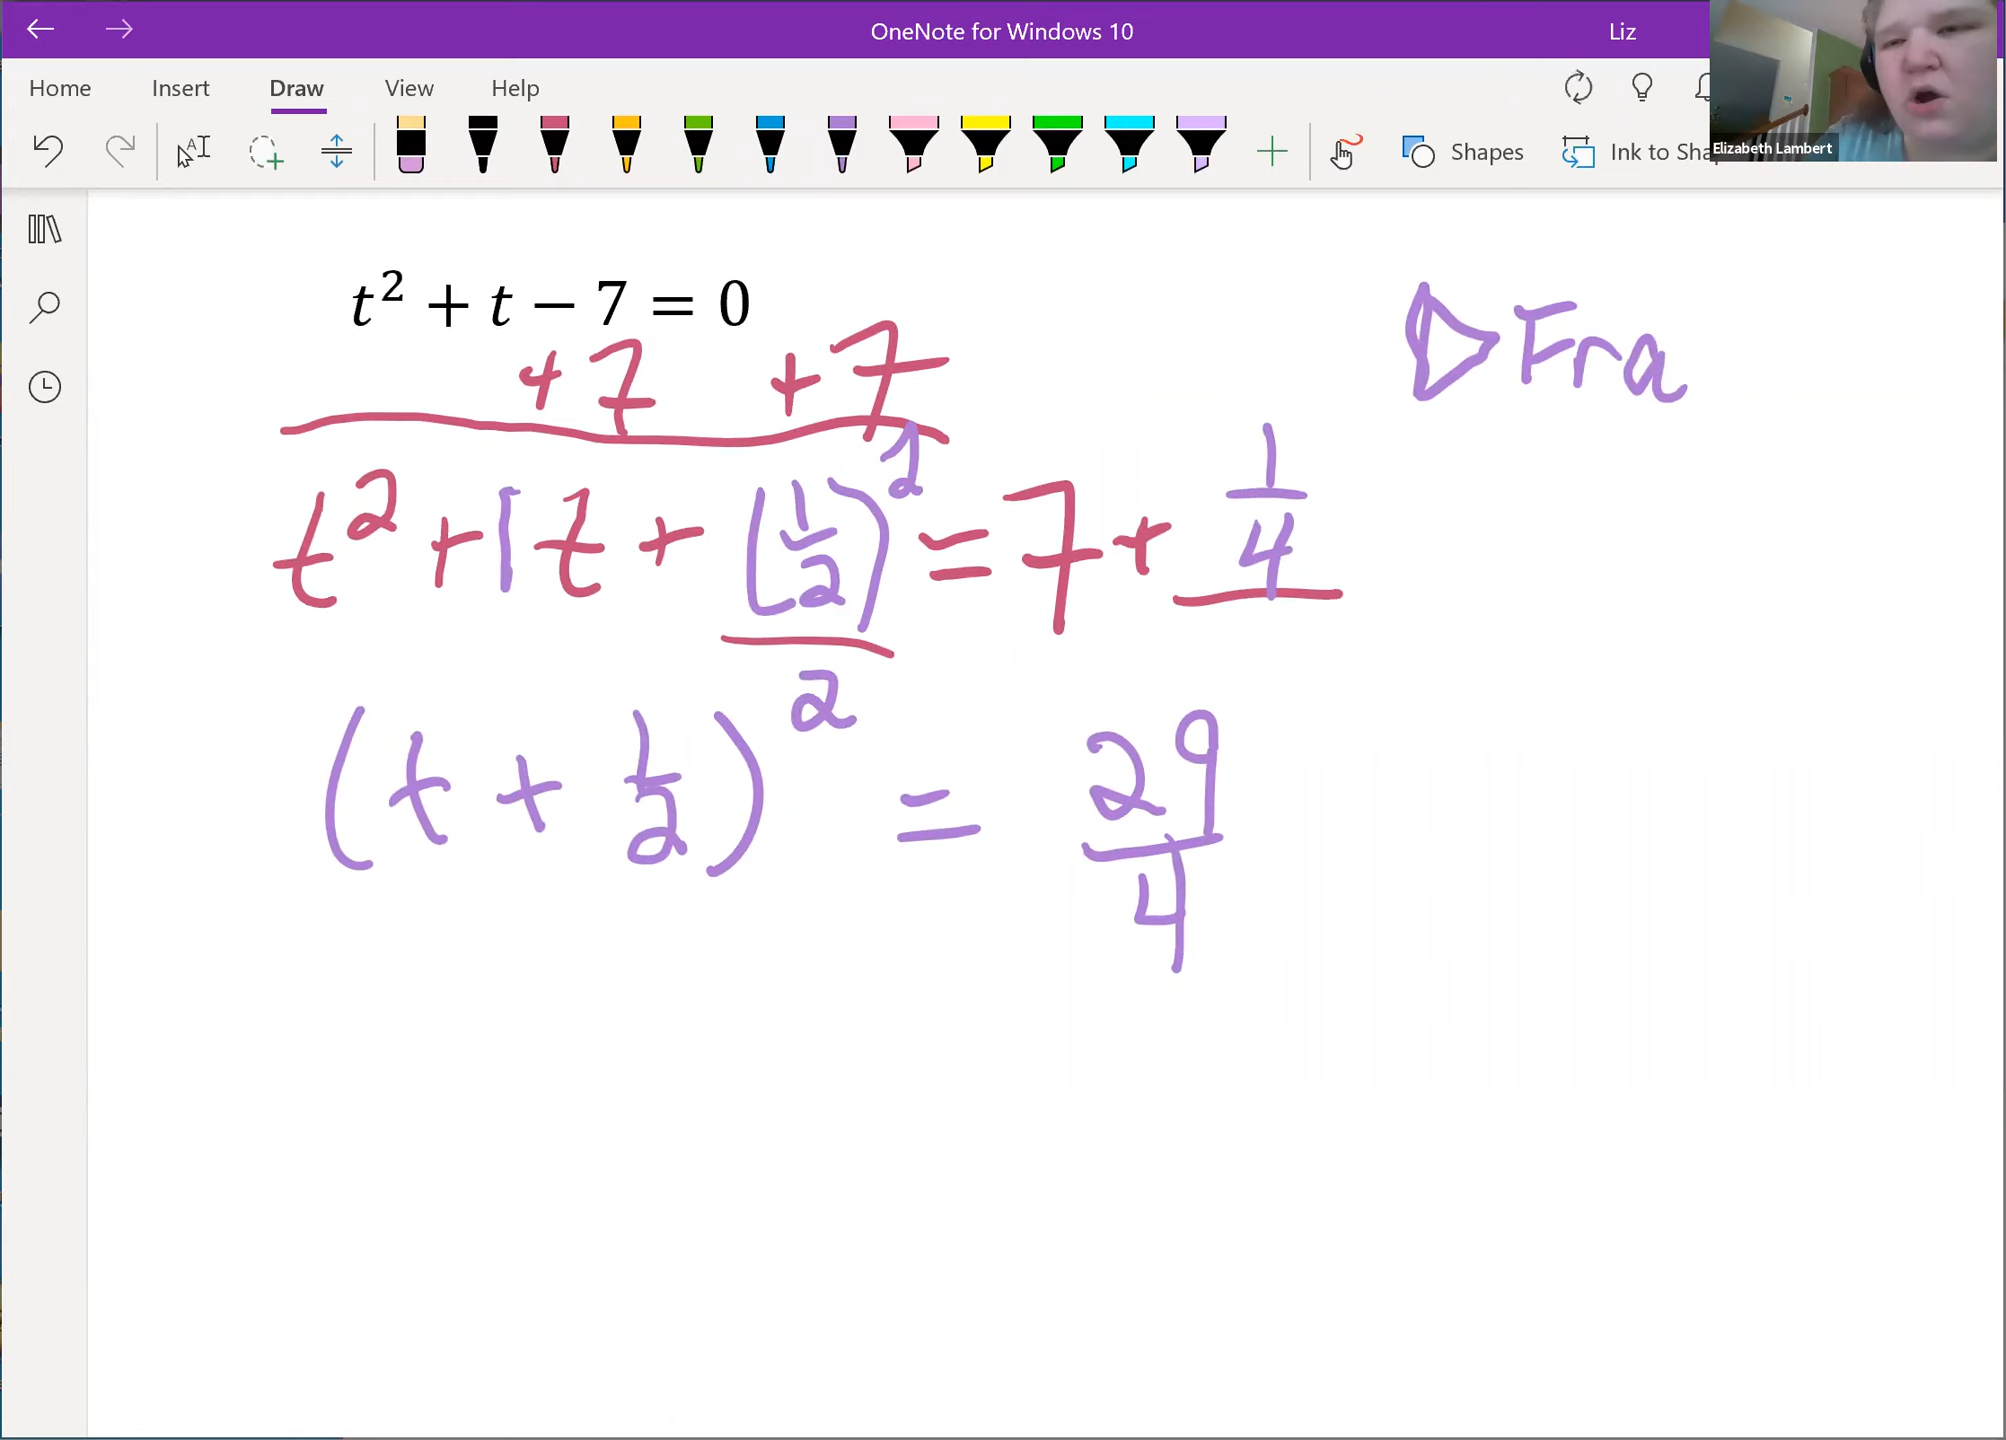 OneNote for Windows 10
Liz
Home Insert Draw View Help
Shapes Ink to Sha
Elizabeth Lambert
t² + t − 7 = 0
▷Fra
+7 +7
t² + 1t + (1/2)² = 7 + 1/4
2
(t + 1/2) = 29/4